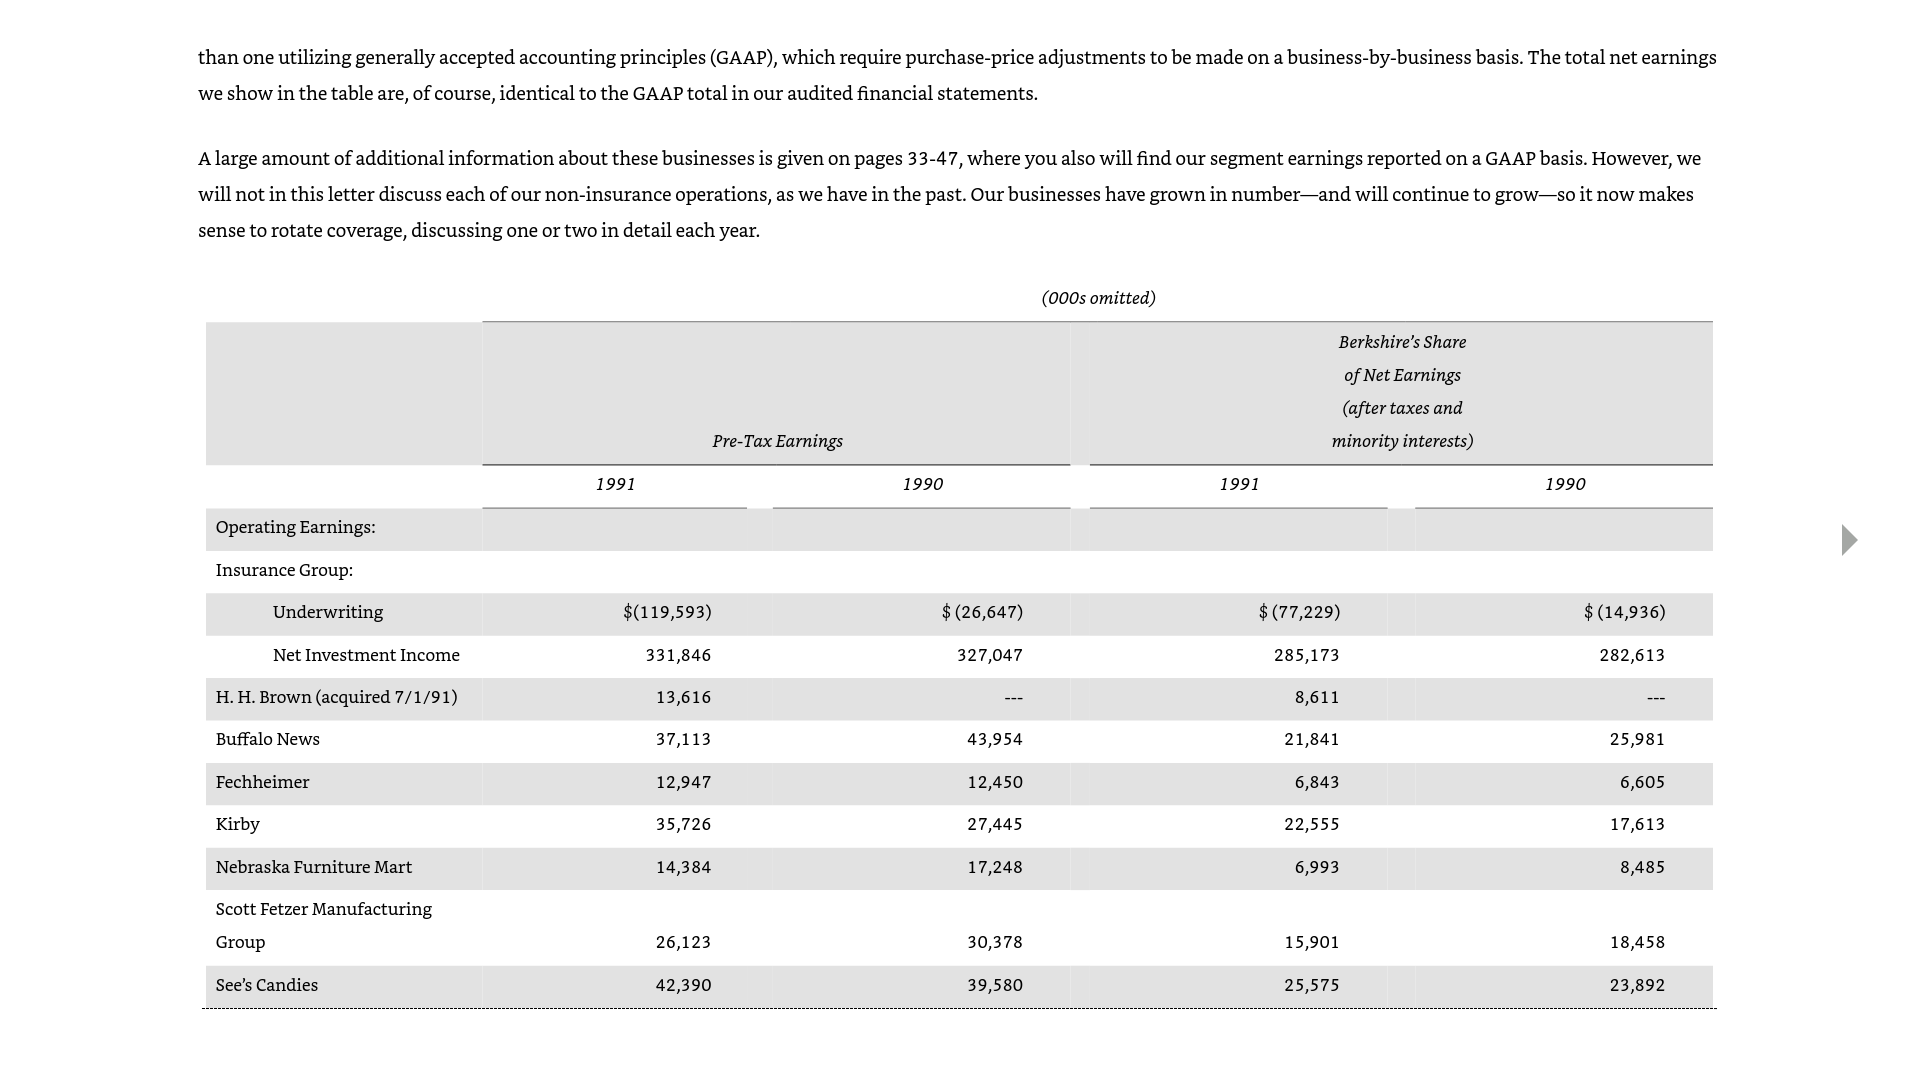 than one utilizing generally accepted accounting principles (GAAP), which require purchase-price adjustments to be made on a business-by-business basis. The total net earnings
we show in the table are, of course, identical to the GAAP total in our audited financial statements.
A large amount of additional information about these businesses is given on pages 33-47, where you also will find our segment earnings reported on a GAAP basis. However, we
will not in this letter discuss each of our non-insurance operations, as we have in the past. Our businesses have grown in number—and will continue to grow—so it now makes
sense to rotate coverage, discussing one or two in detail each year.
(000s omitted)
Berkshire’s Share
of Net Earnings
(after taxes and
Pre-Tax Earnings minority interests)
1991 1990 1991 1990
Operating Earnings:
Insurance Group:
Underwriting $(119,593) $ (26,647) $ (77,229) $ (14,936)
Net Investment Income 331,846 327,047 285,173 282,613
H. H. Brown (acquired 7/1/91) 13,616 --- 8,611 ---
Buffalo News 37,113 43,954 21,841 25,981
Fechheimer 12,947 12,450 6,843 6,605
Kirby 35,726 27,445 22,555 17,613
Nebraska Furniture Mart 14,384 17,248 6,993 8,485
Scott Fetzer Manufacturing
Group 26,123 30,378 15,901 18,458
See’s Candies 42,390 39,580 25,575 23,892